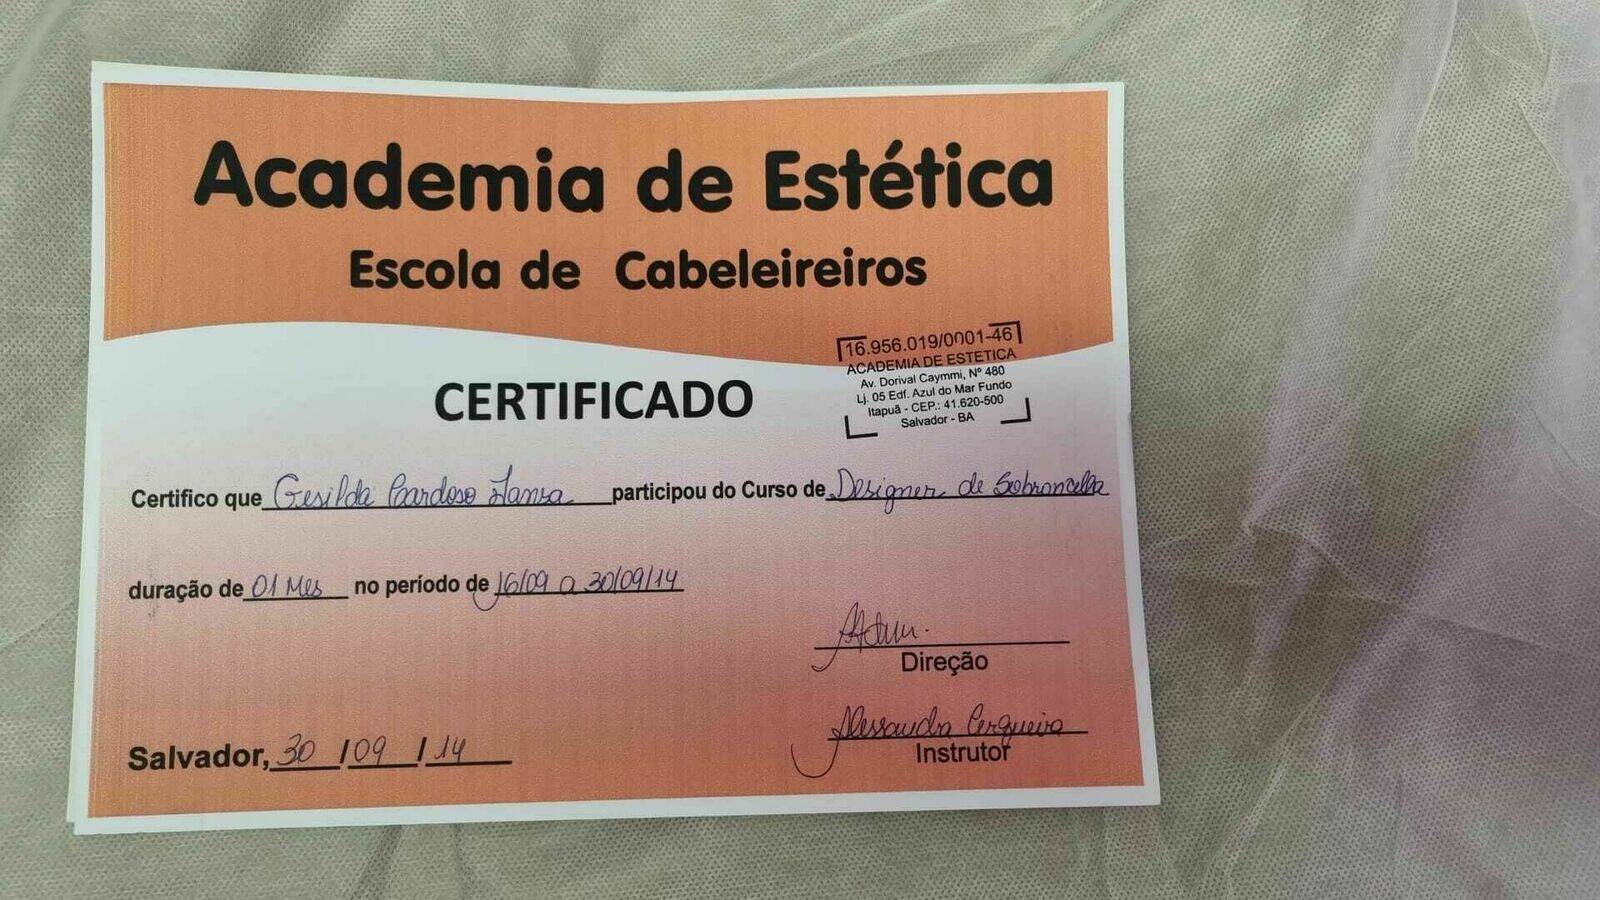 Academia de Estética
Escola de Cabeleireiros
16.956.019/0001-46
ACADEMIA DE ESTETICA
Av. Dorival Caymmi, Nº 480
Lj. 05 Edf. Azul do Mar Fundo
Itapuã - CEP.: 41.620-500
Salvador - BA
CERTIFICADO
Certifico que Gesilda Cardoso participou do Curso de Designer de Sobrancelha
duração de 01 Mes no período de 16/09 a 30/09/14
Direção
Alessandra Cerqueira
Instrutor
Salvador, 30 / 09 / 14